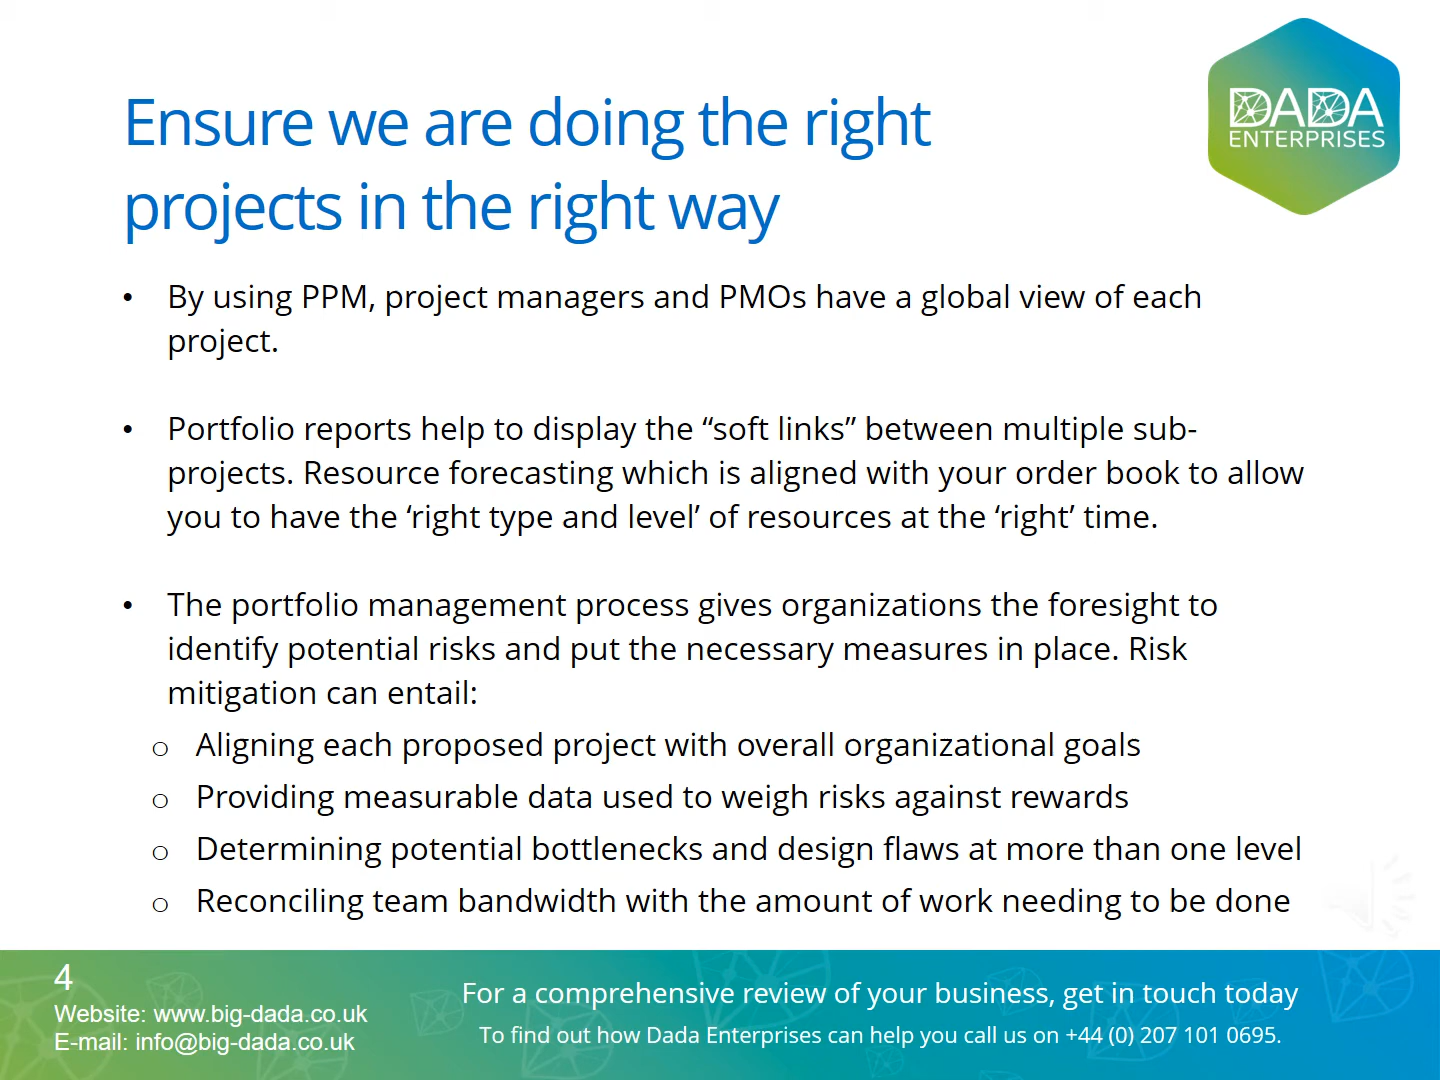 DADA
ENTERPRISES
Ensure we are doing the right
projects in the right way
• By using PPM, project managers and PMOs have a global view of each
project.
• Portfolio reports help to display the “soft links” between multiple sub-
projects. Resource forecasting which is aligned with your order book to allow
you to have the ‘right type and level’ of resources at the ‘right’ time.
• The portfolio management process gives organizations the foresight to
identify potential risks and put the necessary measures in place. Risk
mitigation can entail:
o Aligning each proposed project with overall organizational goals
o Providing measurable data used to weigh risks against rewards
o Determining potential bottlenecks and design flaws at more than one level
o Reconciling team bandwidth with the amount of work needing to be done
4
Website: www.big-dada.co.uk
E-mail: info@big-dada.co.uk
For a comprehensive review of your business, get in touch today
To find out how Dada Enterprises can help you call us on +44 (0) 207 101 0695.